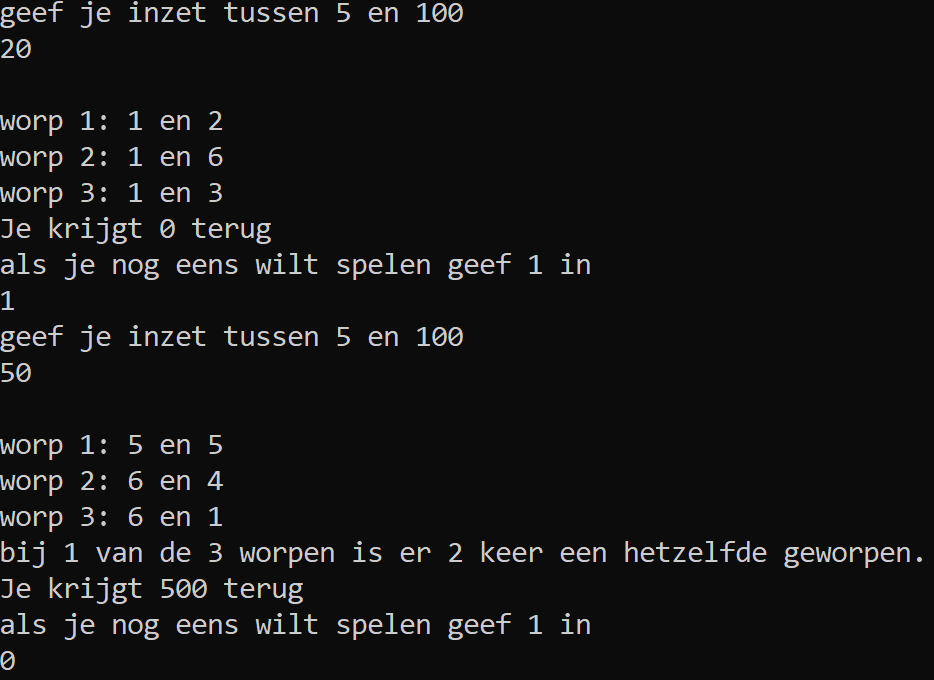 geef je inzet tussen 5 en 100
20
worp 1: 1 en 2
worp 2: 1 en 6
worp 3: 1 en 3
Je krijgt 0 terug
als je nog eens wilt spelen geef 1 in
1
geef je inzet tussen 5 en 100
50
worp 1: 5 en 5
worp 2: 6 en 4
worp 3: 6 en 1
bij 1 van de 3 worpen is er 2 keer een hetzelfde geworpen.
Je krijgt 500 terug
als je nog eens wilt spelen geef 1 in
0